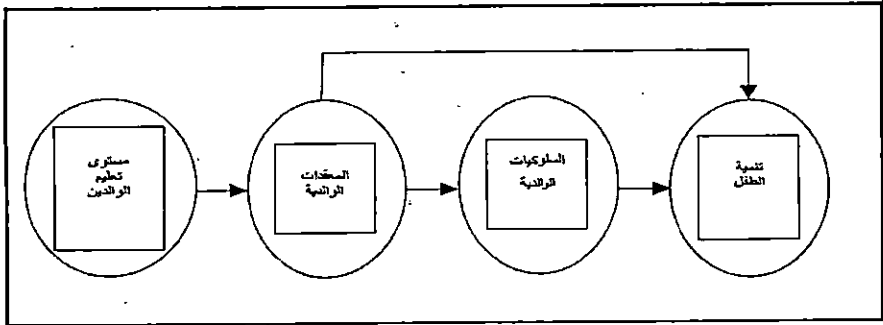 مستوى
تعليم
الوالدين
المعتقدات
الوالدية
السلوكيات
الوالدية
تنمية
الطفل